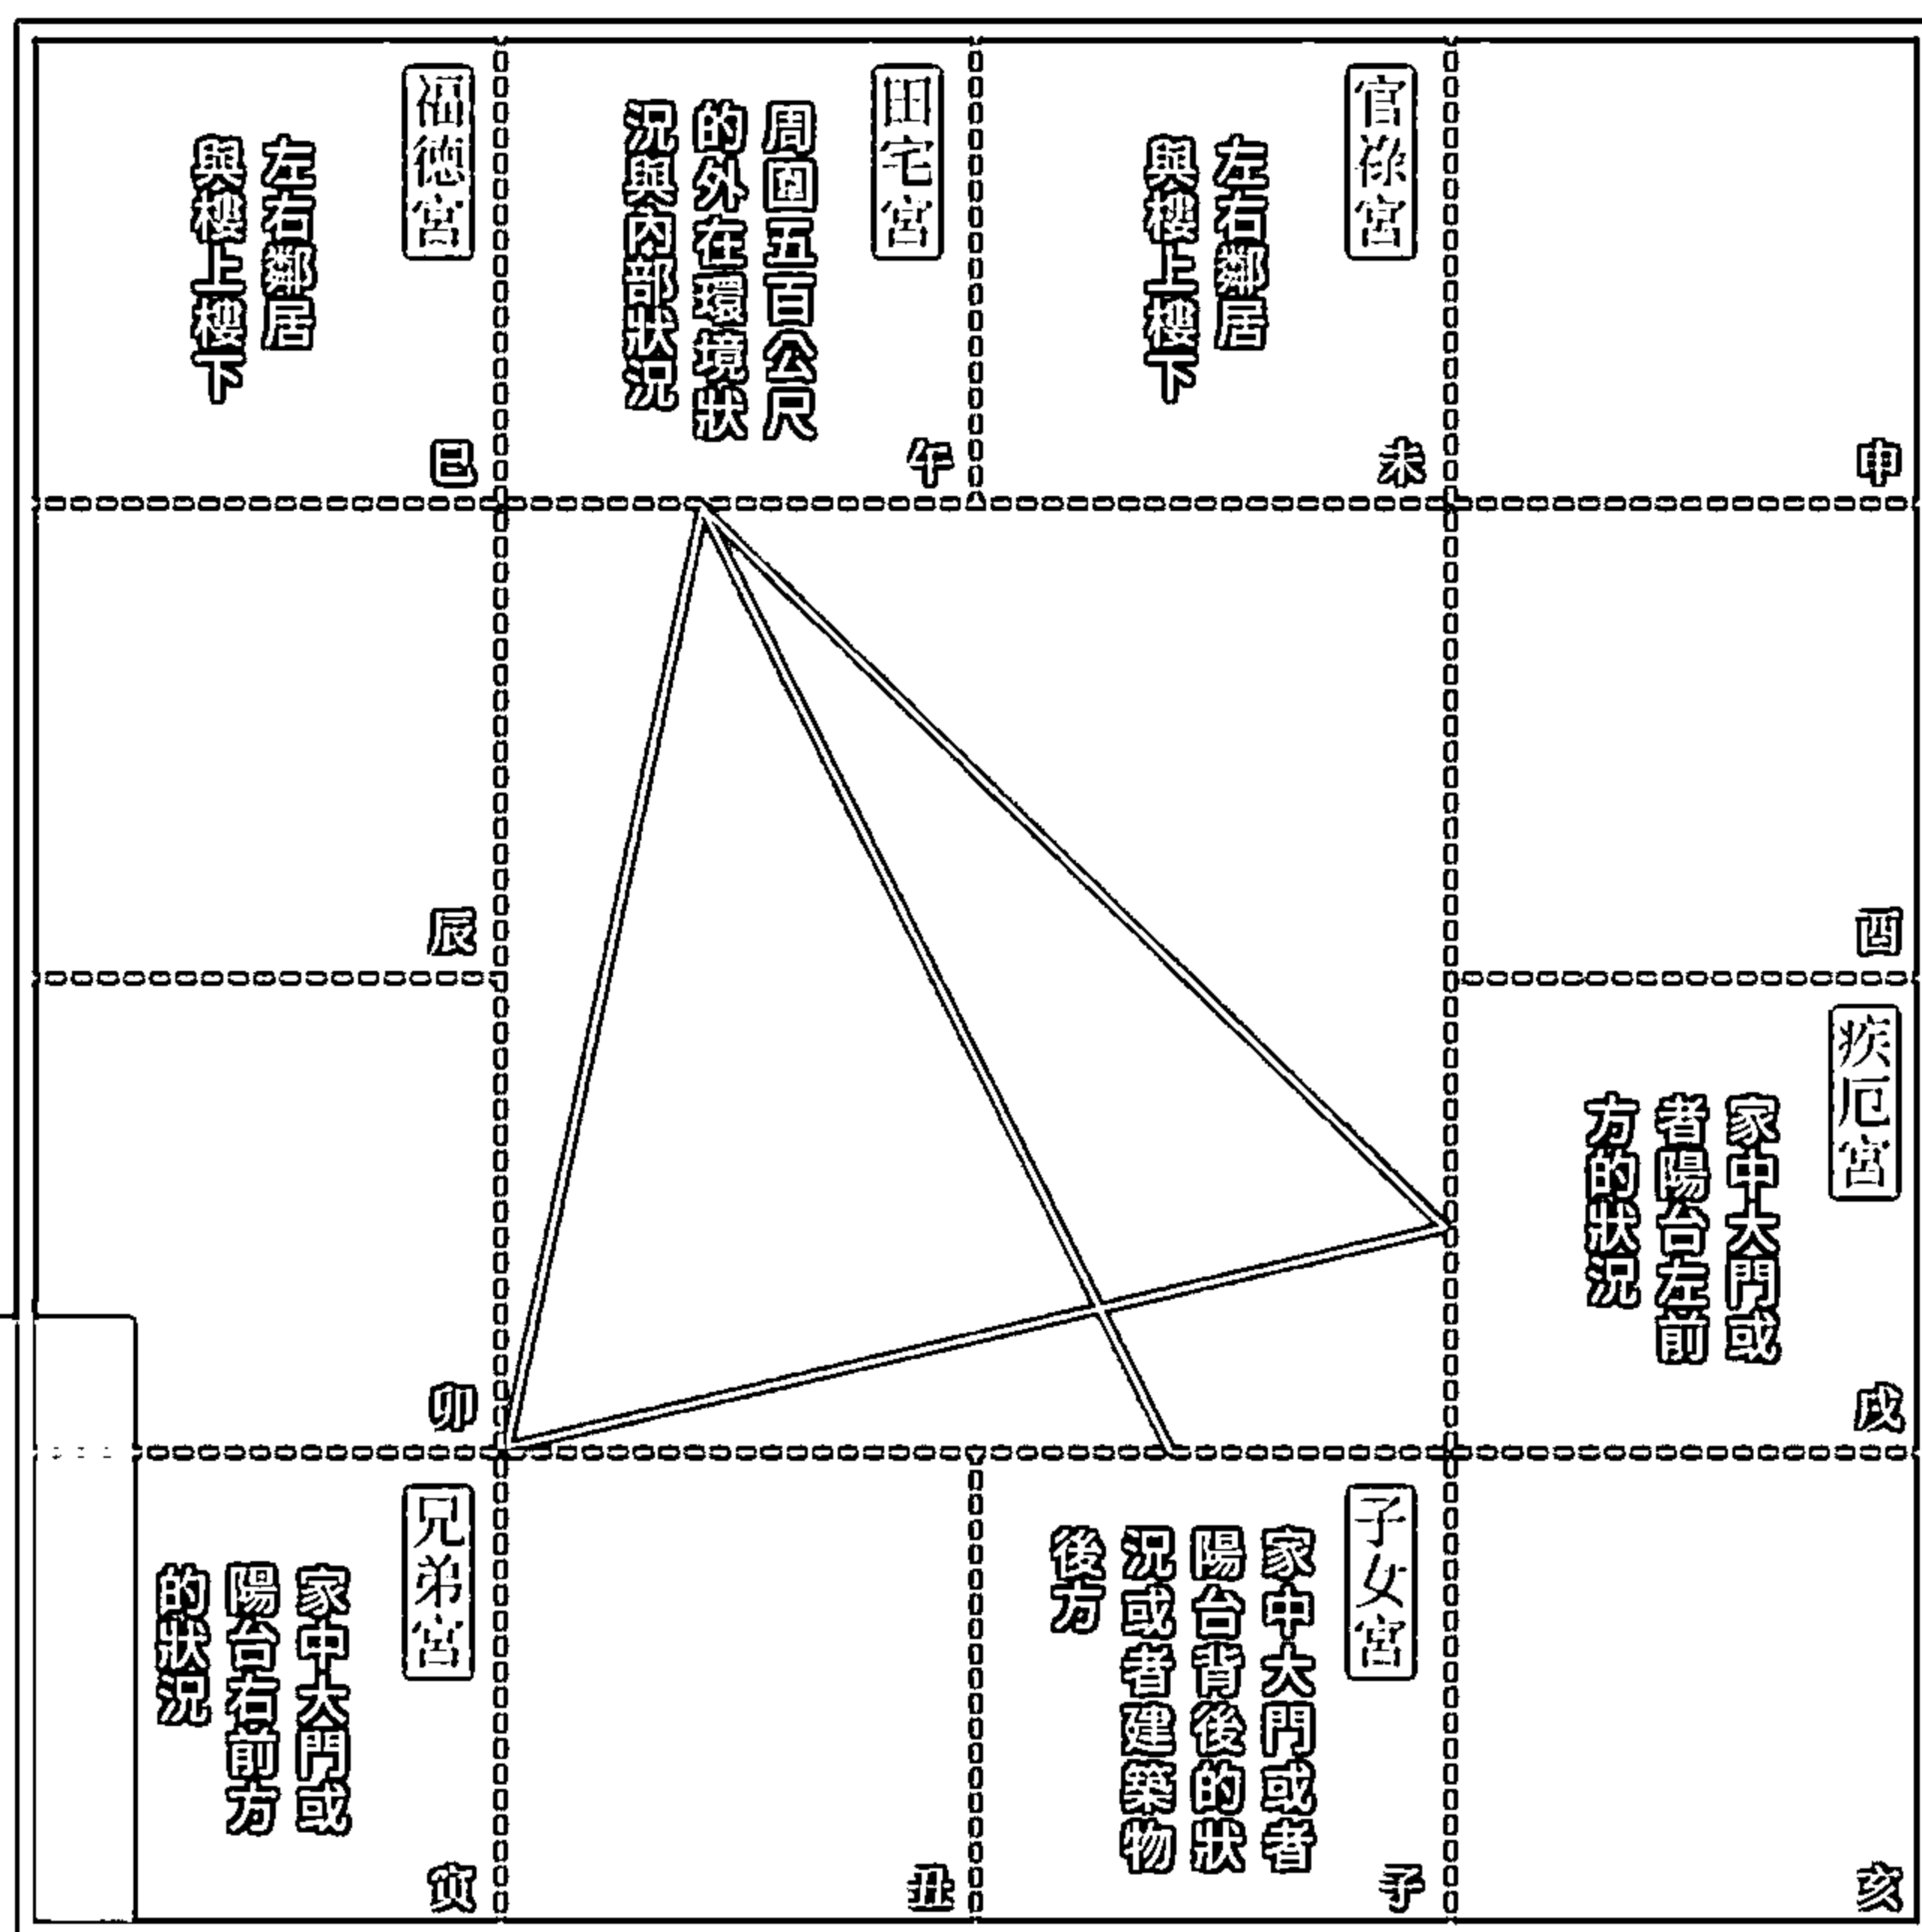 福德宮
左右鄰居
與樓上樓下
巳
田宅宮
周圍五百公尺
的外在環境狀
況與內部狀況
午
官祿宮
左右鄰居
與樓上樓下
未
申
辰
酉
卯
疾厄宮
家中大門或
者陽台左前
方的狀況
戌
兄弟宮
家中大門或
陽台右前方
的狀況
寅
丑
子女宮
家中大門或者
陽台背後的狀
況或者建築物
後方
子
亥